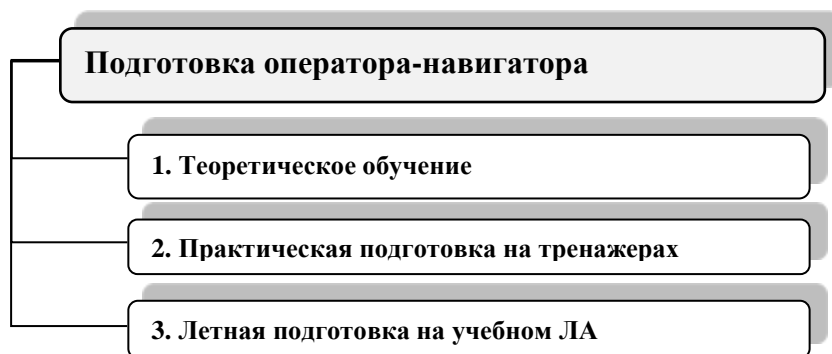 Подготовка оператора-навигатора
1. Теоретическое обучение
2. Практическая подготовка на тренажерах
3. Летная подготовка на учебном ЛА